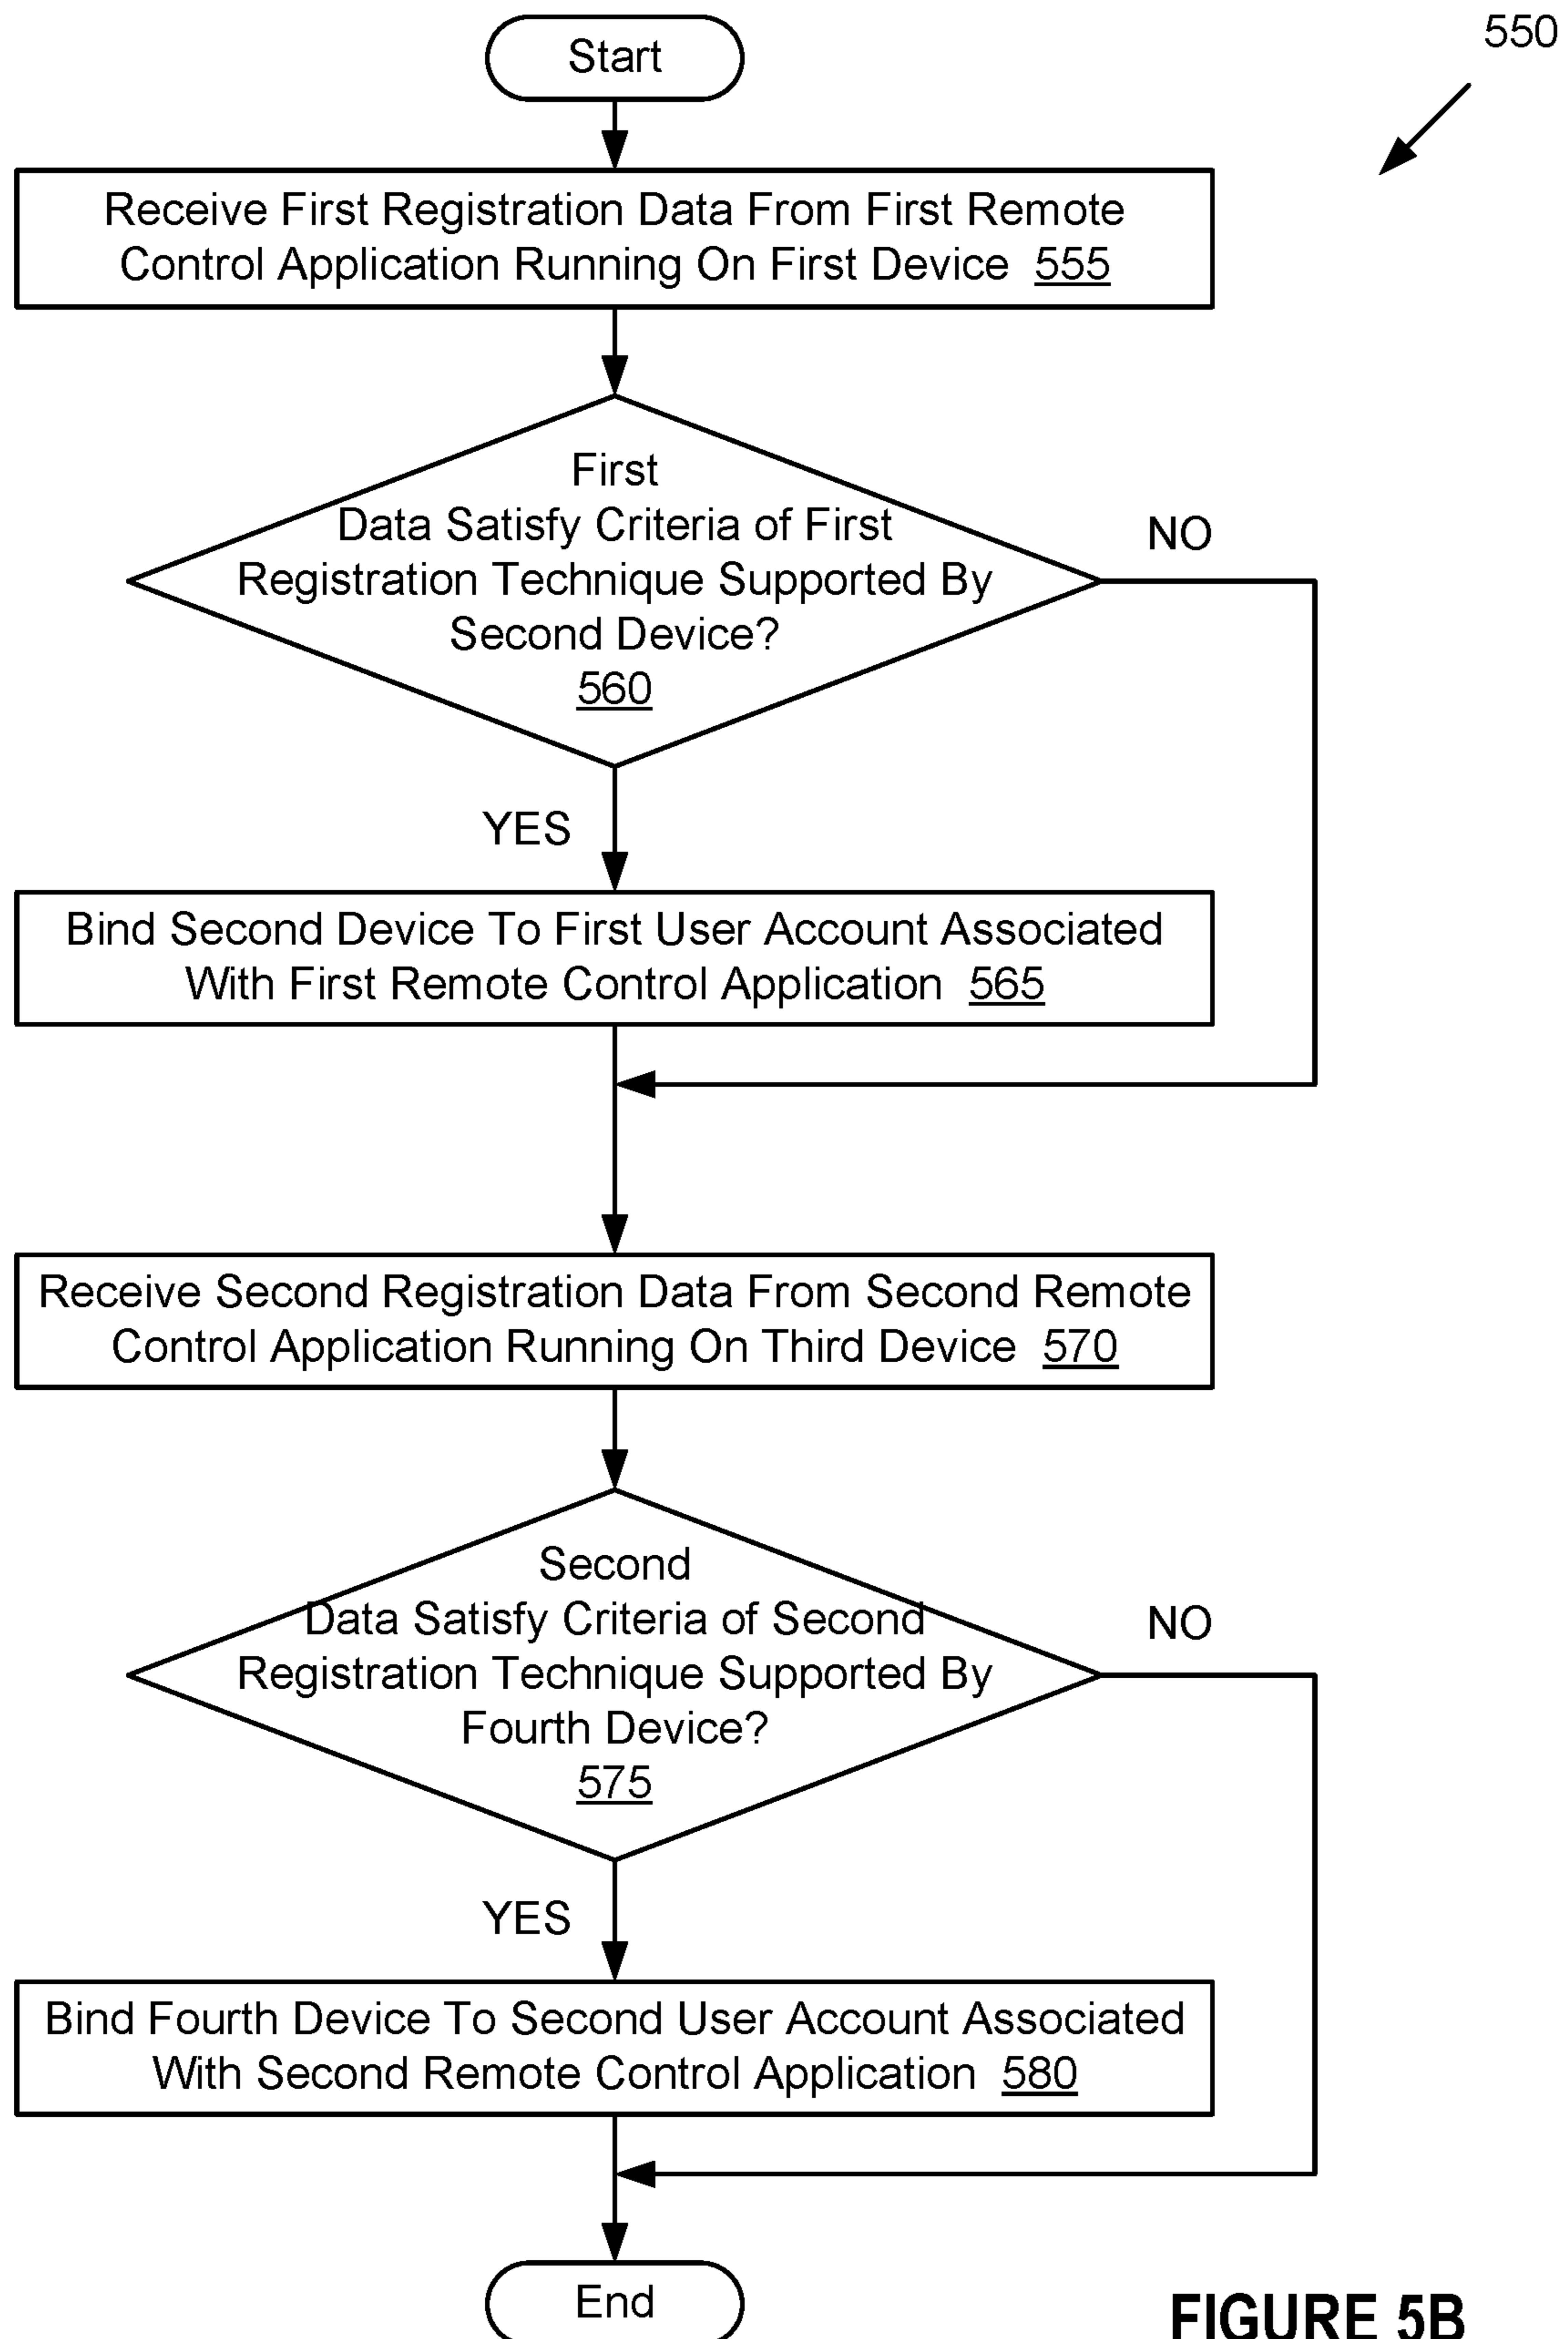 550
Start
Receive First Registration Data From First Remote
Control Application Running On First Device 555
First
Data Satisfy Criteria of First
Registration Technique Supported By
Second Device?
560
NO
YES
Bind Second Device To First User Account Associated
With First Remote Control Application 565
Receive Second Registration Data From Second Remote
Control Application Running On Third Device 570
Second
Data Satisfy Criteria of Second
Registration Technique Supported By
Fourth Device?
575
NO
YES
Bind Fourth Device To Second User Account Associated
With Second Remote Control Application 580
End
FIGURE 5B